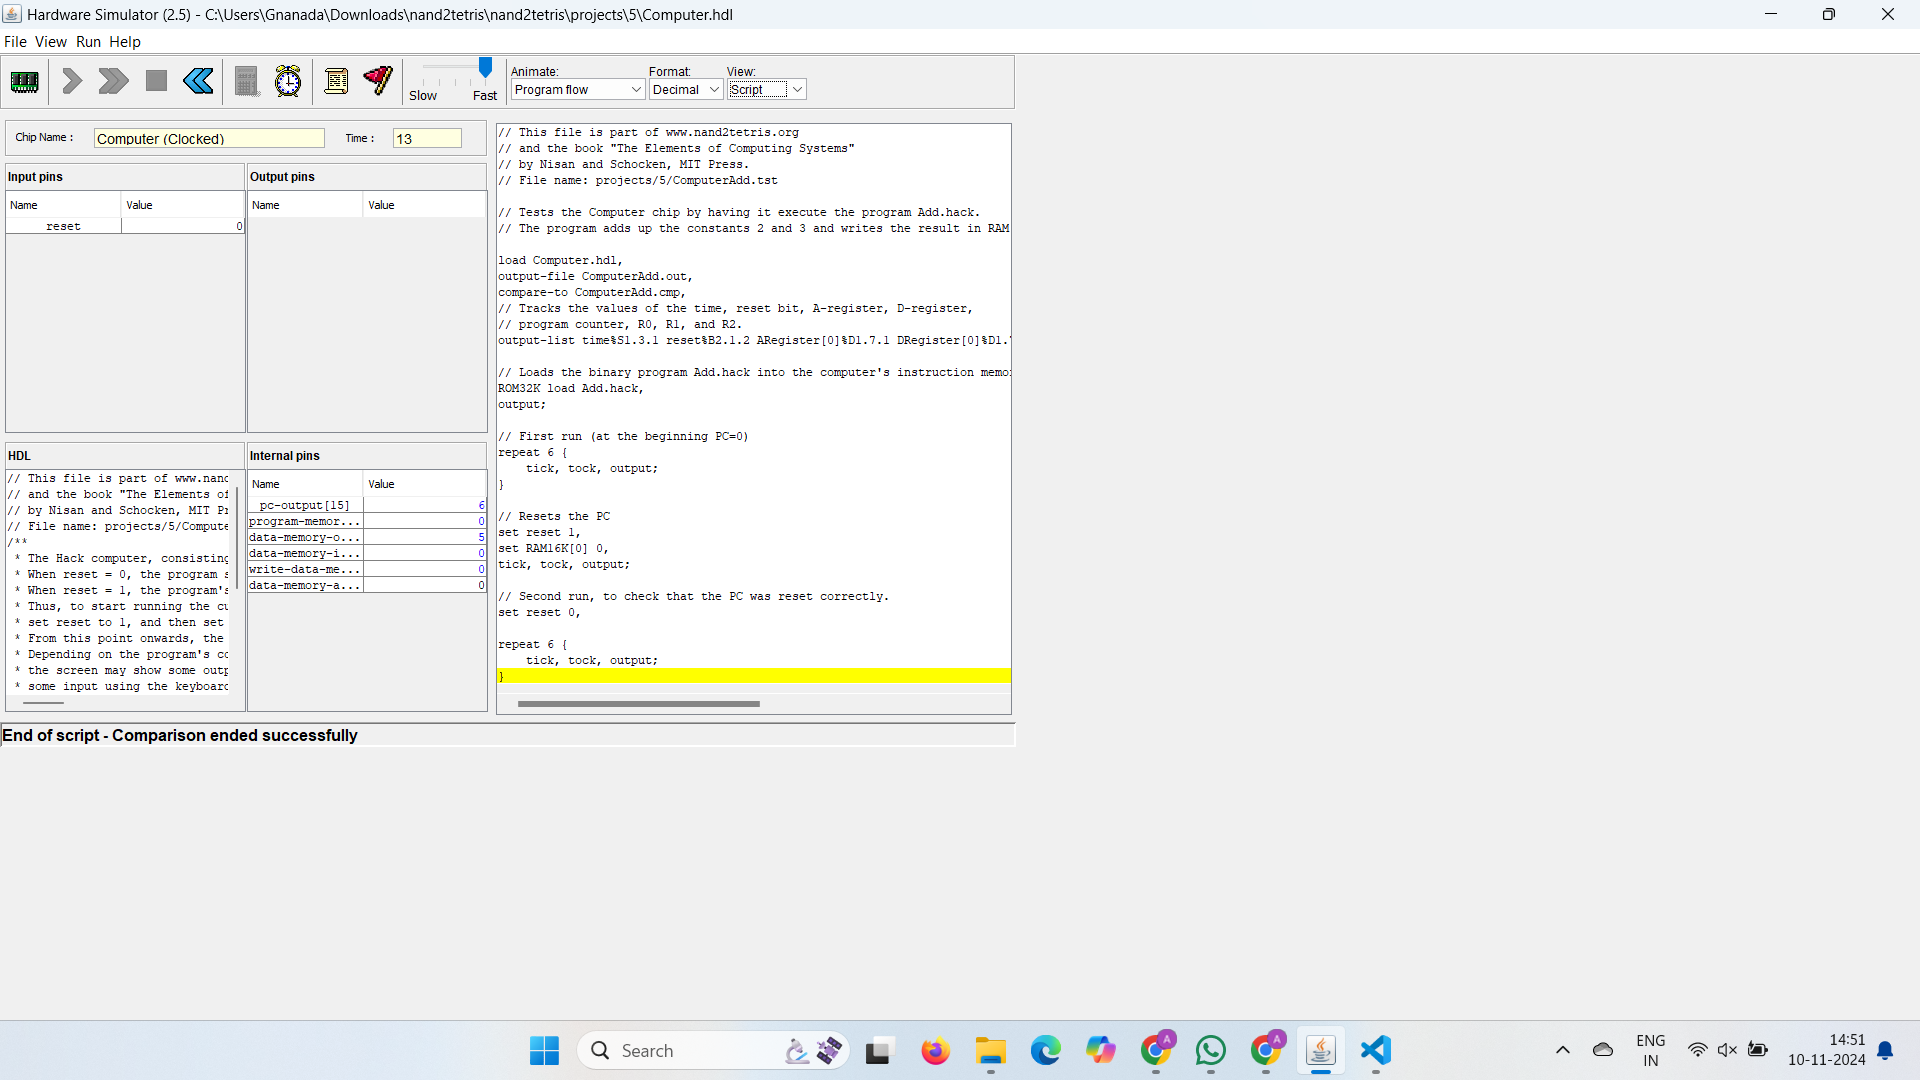 Hardware Simulator (2.5) - C:\Users\Gnanada\Downloads\nand2tetris\nand2tetris\projects\5\Computer.hdl
File View Run Help
Slow Fast
Animate: Format: View:
Program flow Decimal Script
Chip Name : Computer (Clocked) Time : 13
Input pins
Name Value
reset 0
Output pins
Name Value
HDL
// This file is part of www.nand
// and the book "The Elements of
// by Nisan and Schocken, MIT Pr
// File name: projects/5/Compute
/**
* The Hack computer, consisting
* When reset = 0, the program s
* When reset = 1, the program's
* Thus, to start running the cu
* set reset to 1, and then set
* From this point onwards, the
* Depending on the program's co
* the screen may show some outp
* some input using the keyboard
Internal pins
Name Value
pc-output[15] 6
program-memor... 0
data-memory-o... 5
data-memory-i... 0
write-data-me... 0
data-memory-a... 0
// This file is part of www.nand2tetris.org
// and the book "The Elements of Computing Systems"
// by Nisan and Schocken, MIT Press.
// File name: projects/5/ComputerAdd.tst
// Tests the Computer chip by having it execute the program Add.hack.
// The program adds up the constants 2 and 3 and writes the result in RAM
load Computer.hdl,
output-file ComputerAdd.out,
compare-to ComputerAdd.cmp,
// Tracks the values of the time, reset bit, A-register, D-register,
// program counter, R0, R1, and R2.
output-list time%S1.3.1 reset%B2.1.2 ARegister[0]%D1.7.1 DRegister[0]%D1.
// Loads the binary program Add.hack into the computer's instruction memo
ROM32K load Add.hack,
output;
// First run (at the beginning PC=0)
repeat 6 {
tick, tock, output;
}
// Resets the PC
set reset 1,
set RAM16K[0] 0,
tick, tock, output;
// Second run, to check that the PC was reset correctly.
set reset 0,
repeat 6 {
tick, tock, output;
}
End of script - Comparison ended successfully
Search
A
A
ENG
IN
14:51
10-11-2024